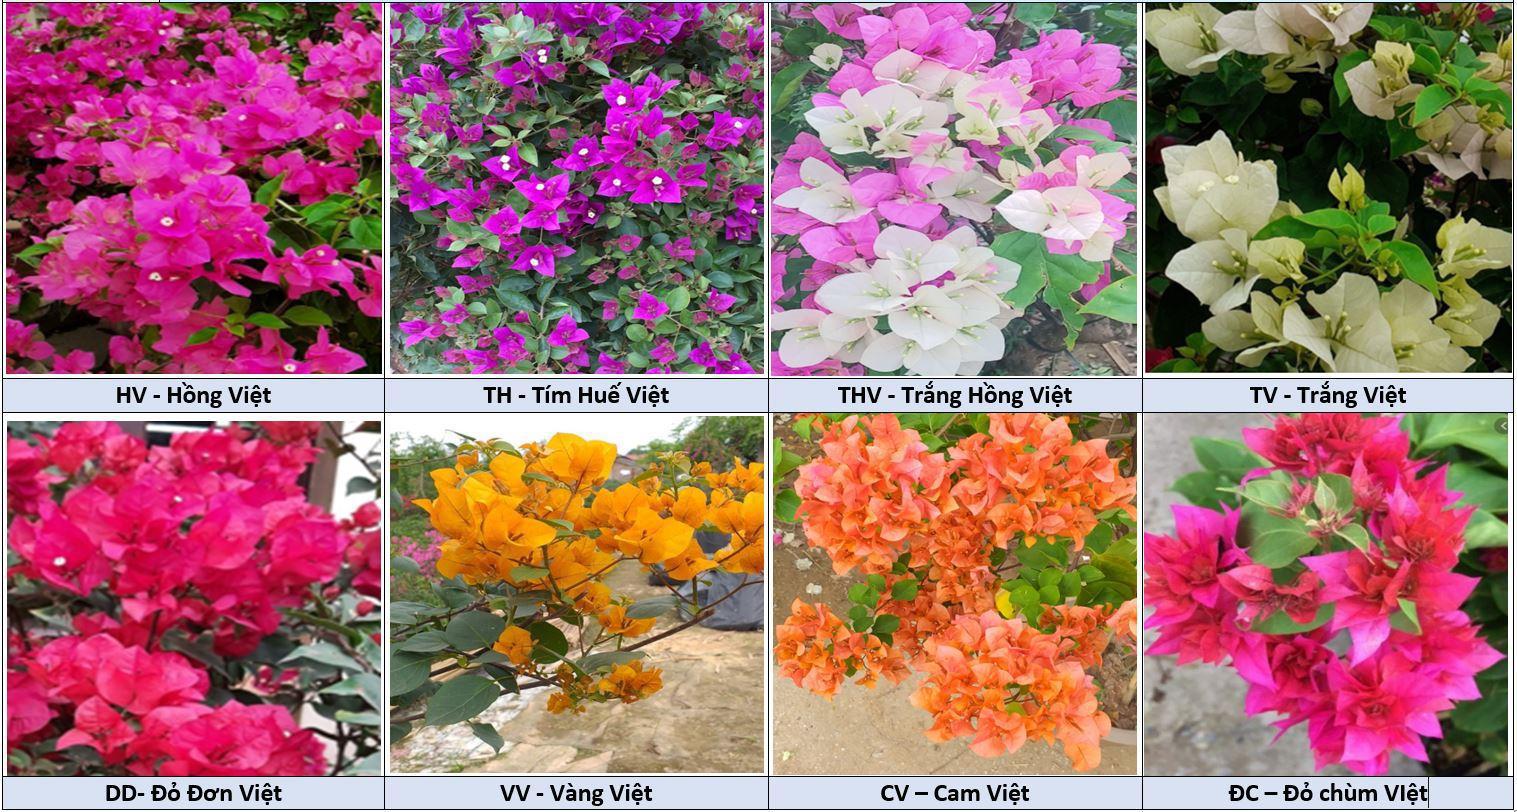 HV - Hồng Việt
TH - Tím Huế Việt
THV - Trắng Hồng Việt
TV - Trắng Việt
DD- Đỏ Đơn Việt
VV - Vàng Việt
CV – Cam Việt
ĐC – Đỏ chùm VIệt